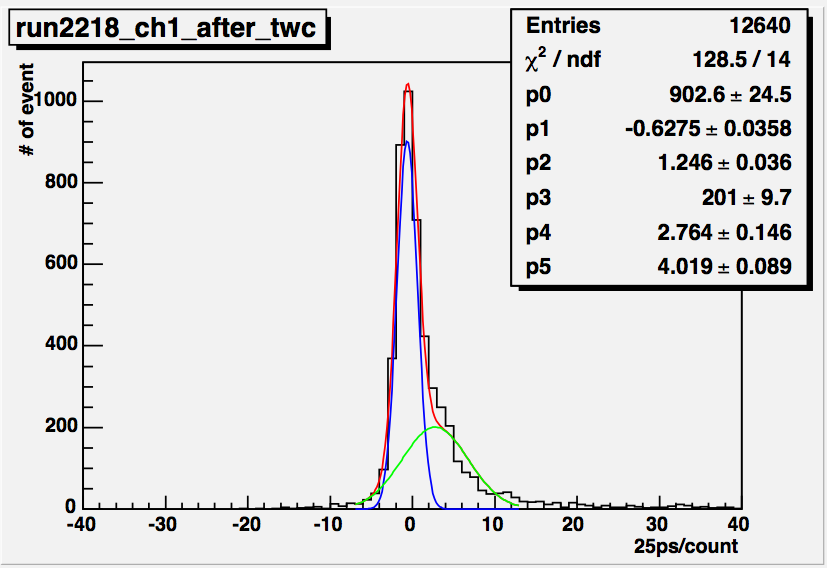 run2218_ch1_after_twc
Entries 12640
χ² / ndf 128.5 / 14
p0 902.6 ± 24.5
p1 -0.6275 ± 0.0358
p2 1.246 ± 0.036
p3 201 ± 9.7
p4 2.764 ± 0.146
p5 4.019 ± 0.089
# of event
1000
800
600
400
200
0
-40 -30 -20 -10 0 10 20 30 40
25ps/count